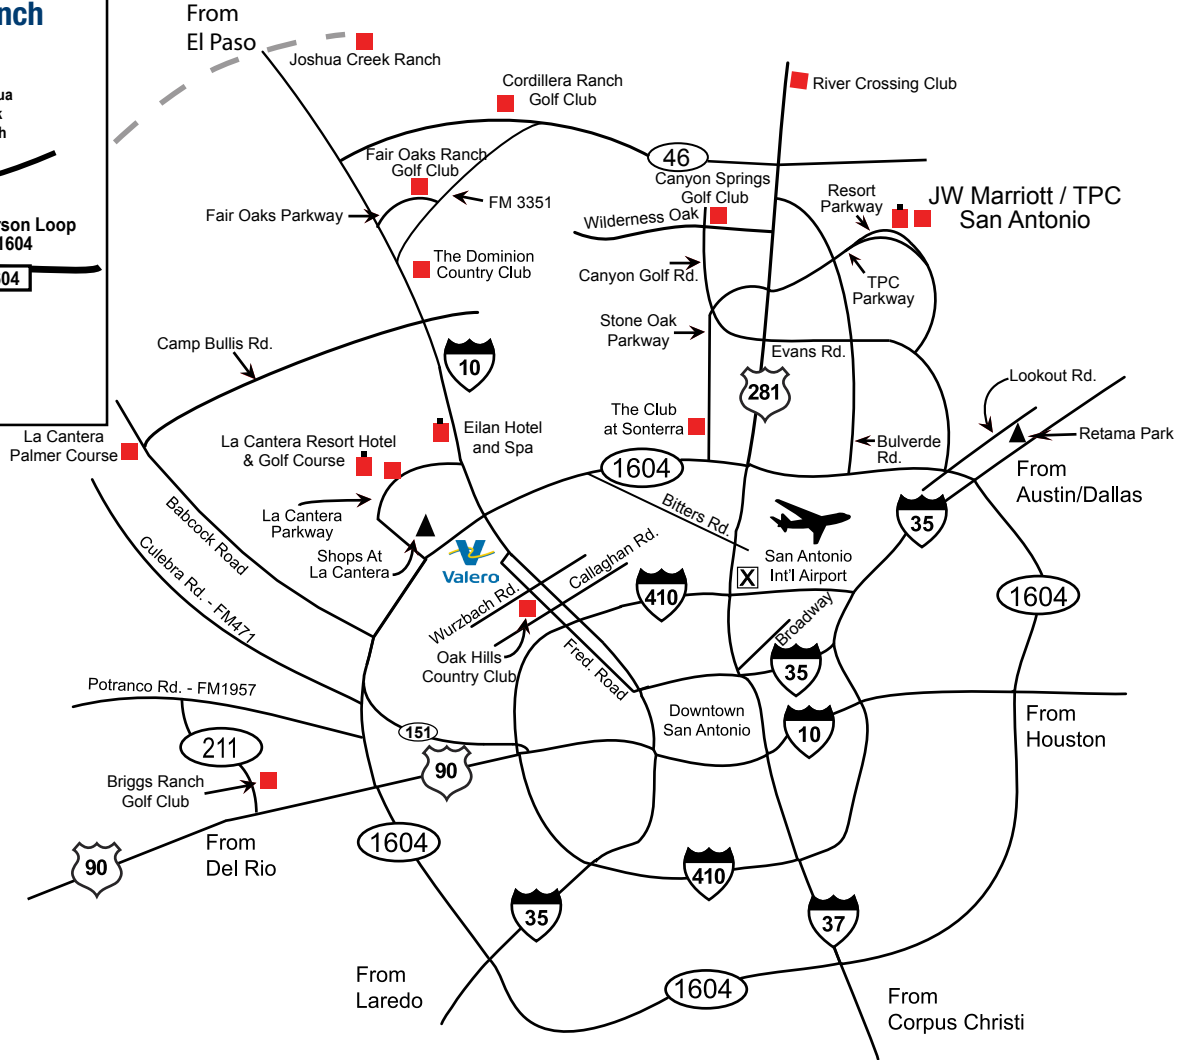 From
El Paso
Joshua Creek Ranch
Cordillera Ranch
Golf Club
River Crossing Club
46
Fair Oaks Ranch
Golf Club
Fair Oaks Parkway
FM 3351
Canyon Springs
Golf Club
Wilderness Oak
Resort
Parkway
JW Marriott / TPC
San Antonio
rson Loop
1604
04
The Dominion
Country Club
Canyon Golf Rd.
TPC
Parkway
Stone Oak
Parkway
Camp Bullis Rd.
10
Evans Rd.
281
Lookout Rd.
The Club
at Sonterra
Eilan Hotel
and Spa
La Cantera
Palmer Course
La Cantera Resort Hotel
& Golf Course
Bulverde
Rd.
Retama Park
From
Austin/Dallas
1604
35
Bitters Rd.
La Cantera
Parkway
Babcock Road
Shops At
La Cantera
Valero
Culebra Rd. - FM471
Wurzbach Rd.
Callaghan Rd.
410
San Antonio
Int'l Airport
X
1604
Broadway
Oak Hills
Country Club
Fred. Road
35
Potranco Rd. - FM1957
Downtown
San Antonio
10
From
Houston
151
211
90
Briggs Ranch
Golf Club
From
Del Rio
1604
90
410
35
37
From
Laredo
1604
From
Corpus Christi
nch
ua
k
h